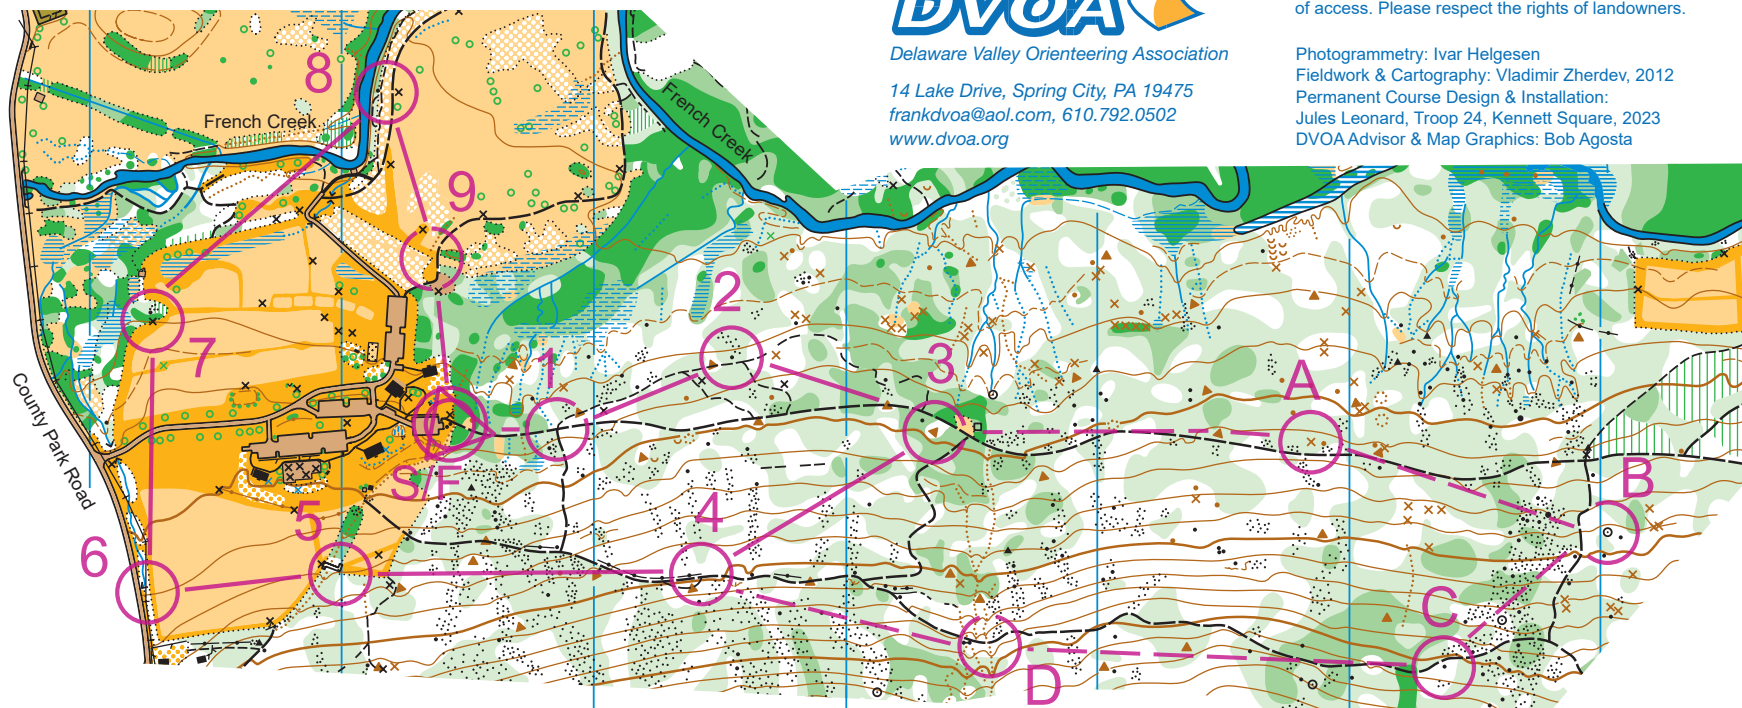 DVOA
Delaware Valley Orienteering Association
14 Lake Drive, Spring City, PA 19475
frankdvoa@aol.com, 610.792.0502
www.dvoa.org
of access. Please respect the rights of landowners.
Photogrammetry: Ivar Helgesen
Fieldwork & Cartography: Vladimir Zherdev, 2012
Permanent Course Design & Installation:
Jules Leonard, Troop 24, Kennett Square, 2023
DVOA Advisor & Map Graphics: Bob Agosta
8
French Creek
French Creek
9
2
7
1
3
A
County Park Road
S/F
B
5
4
6
C
D